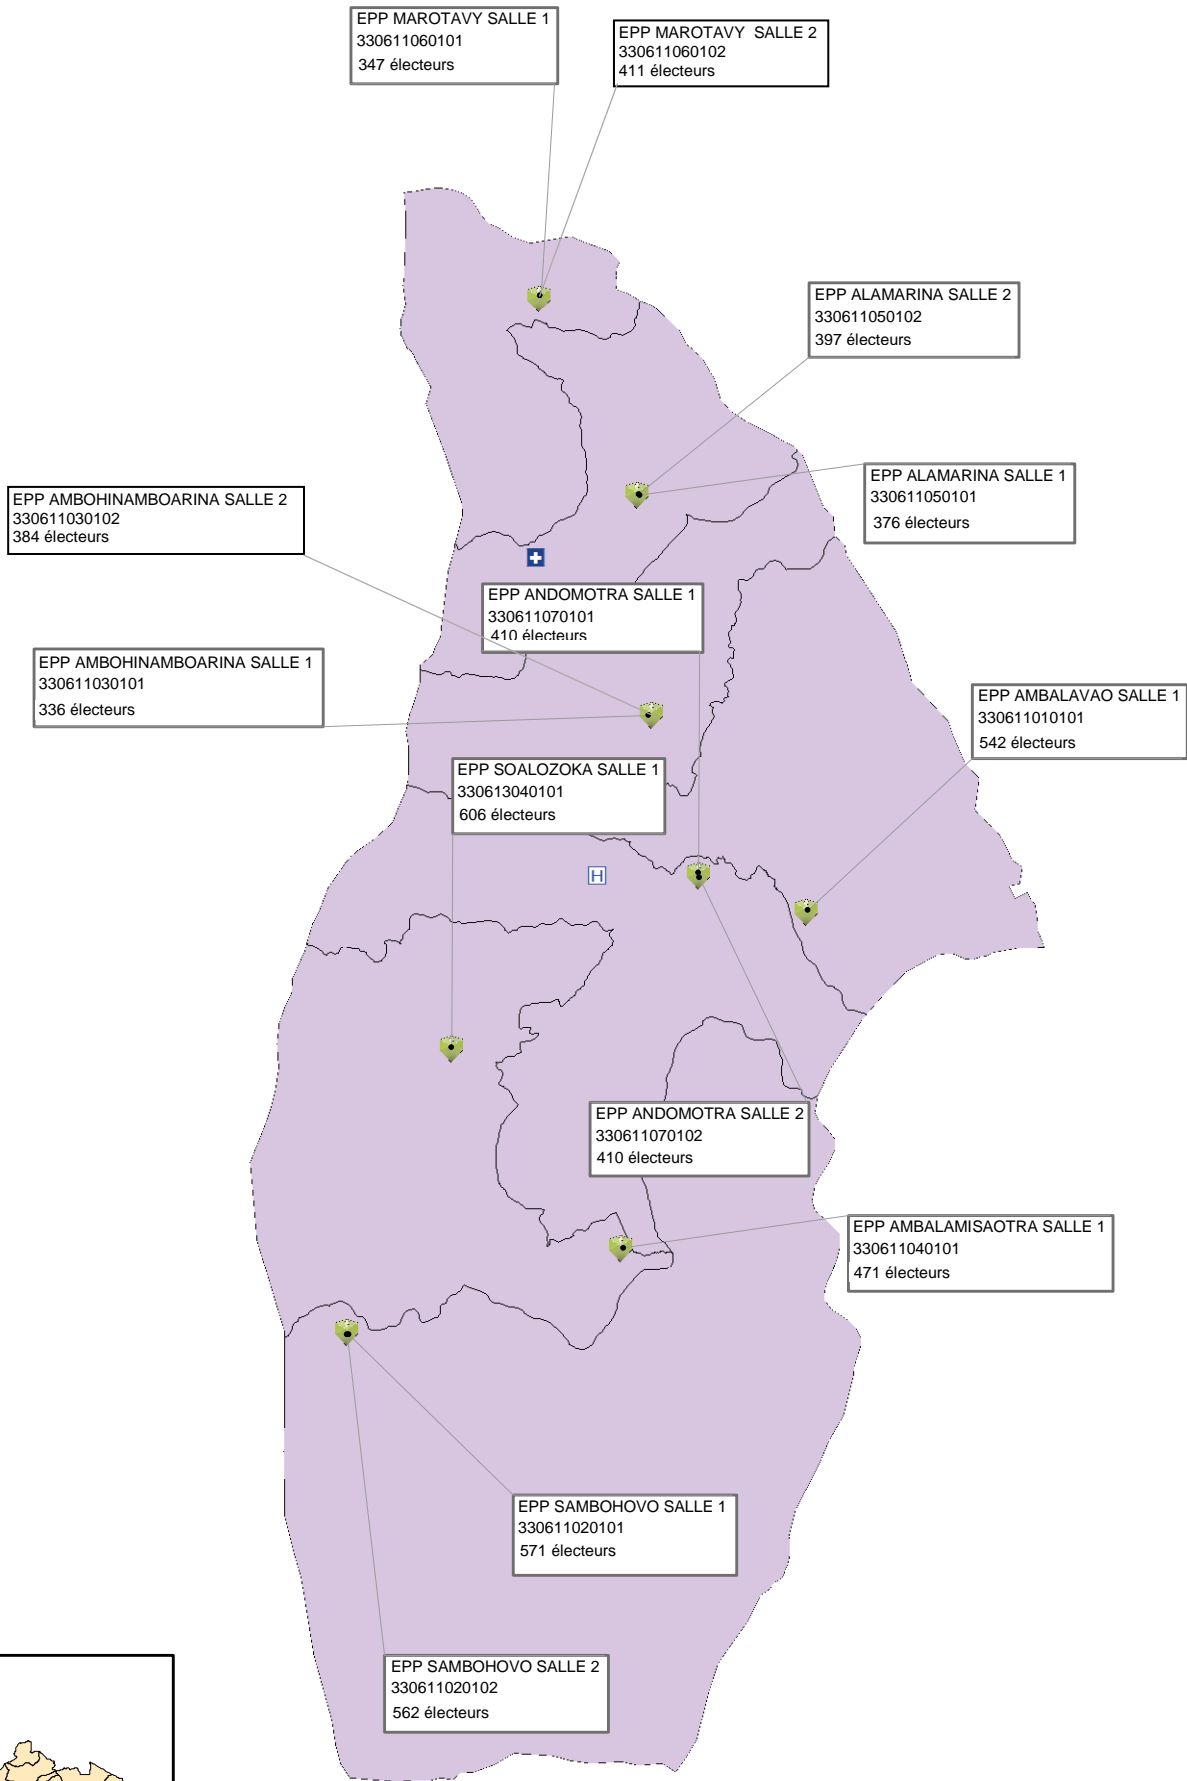 EPP MAROTAVY SALLE 1
330611060101
347 électeurs
EPP MAROTAVY  SALLE 2
330611060102
411 électeurs
EPP ALAMARINA SALLE 2
330611050102
397 électeurs
EPP ALAMARINA SALLE 1
330611050101
376 électeurs
EPP AMBOHINAMBOARINA SALLE 2
330611030102
384 électeurs
EPP ANDOMOTRA SALLE 1
330611070101
410 électeurs
EPP AMBOHINAMBOARINA SALLE 1
330611030101
336 électeurs
EPP AMBALAVAO SALLE 1
330611010101
542 électeurs
EPP SOALOZOKA SALLE 1
330613040101
606 électeurs
H
EPP ANDOMOTRA SALLE 2
330611070102
410 électeurs
EPP AMBALAMISAOTRA SALLE 1
330611040101
471 électeurs
EPP SAMBOHOVO SALLE 1
330611020101
571 électeurs
EPP SAMBOHOVO SALLE 2
330611020102
562 électeurs